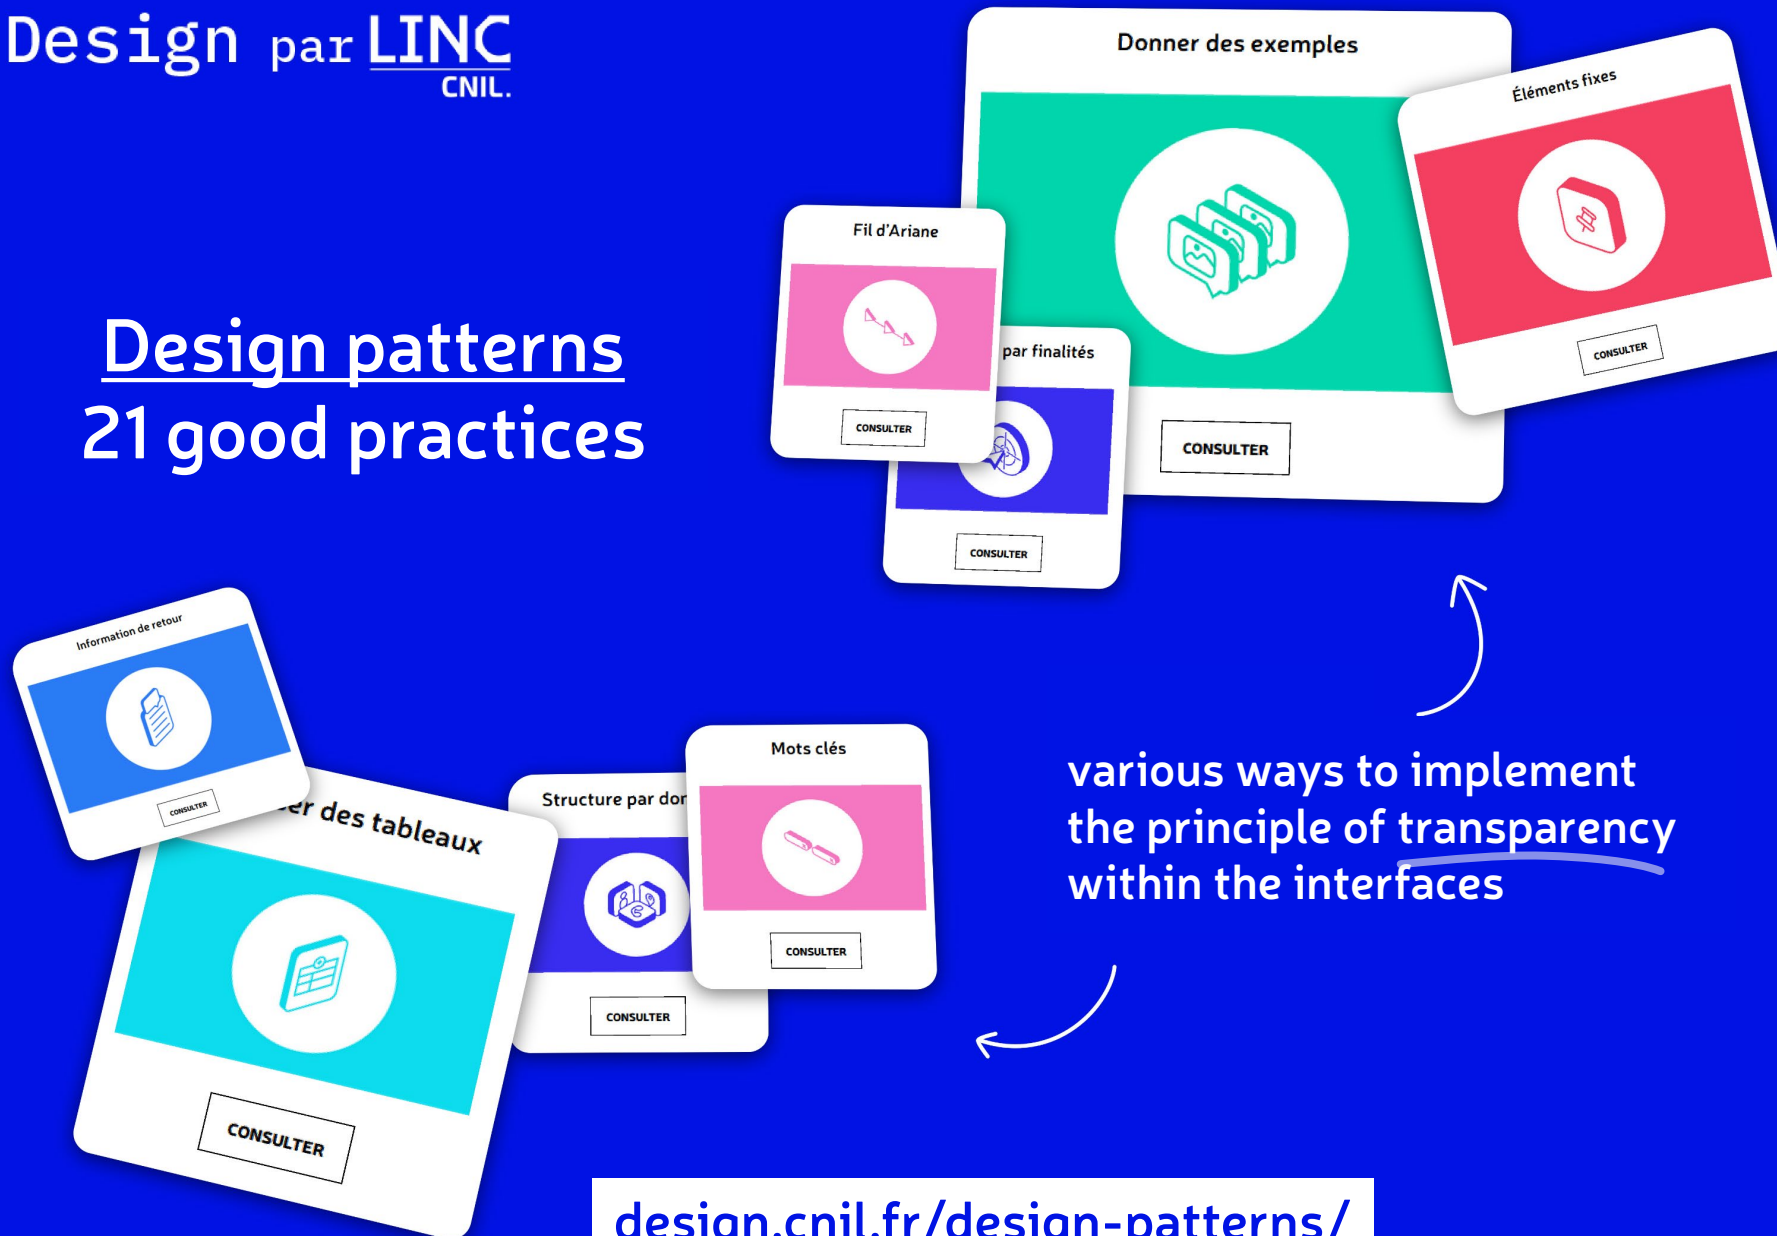 Design par LINC
CNIL.
Donner des exemples
CONSULTER
Éléments fixes
CONSULTER
Fil d'Ariane
CONSULTER
par finalités
CONSULTER
Design patterns
21 good practices
Information de retour
CONSULTER
des tableaux
CONSULTER
Structure par
CONSULTER
Mots clés
CONSULTER
various ways to implement
the principle of transparency
within the interfaces
design.cnil.fr/design-patterns/